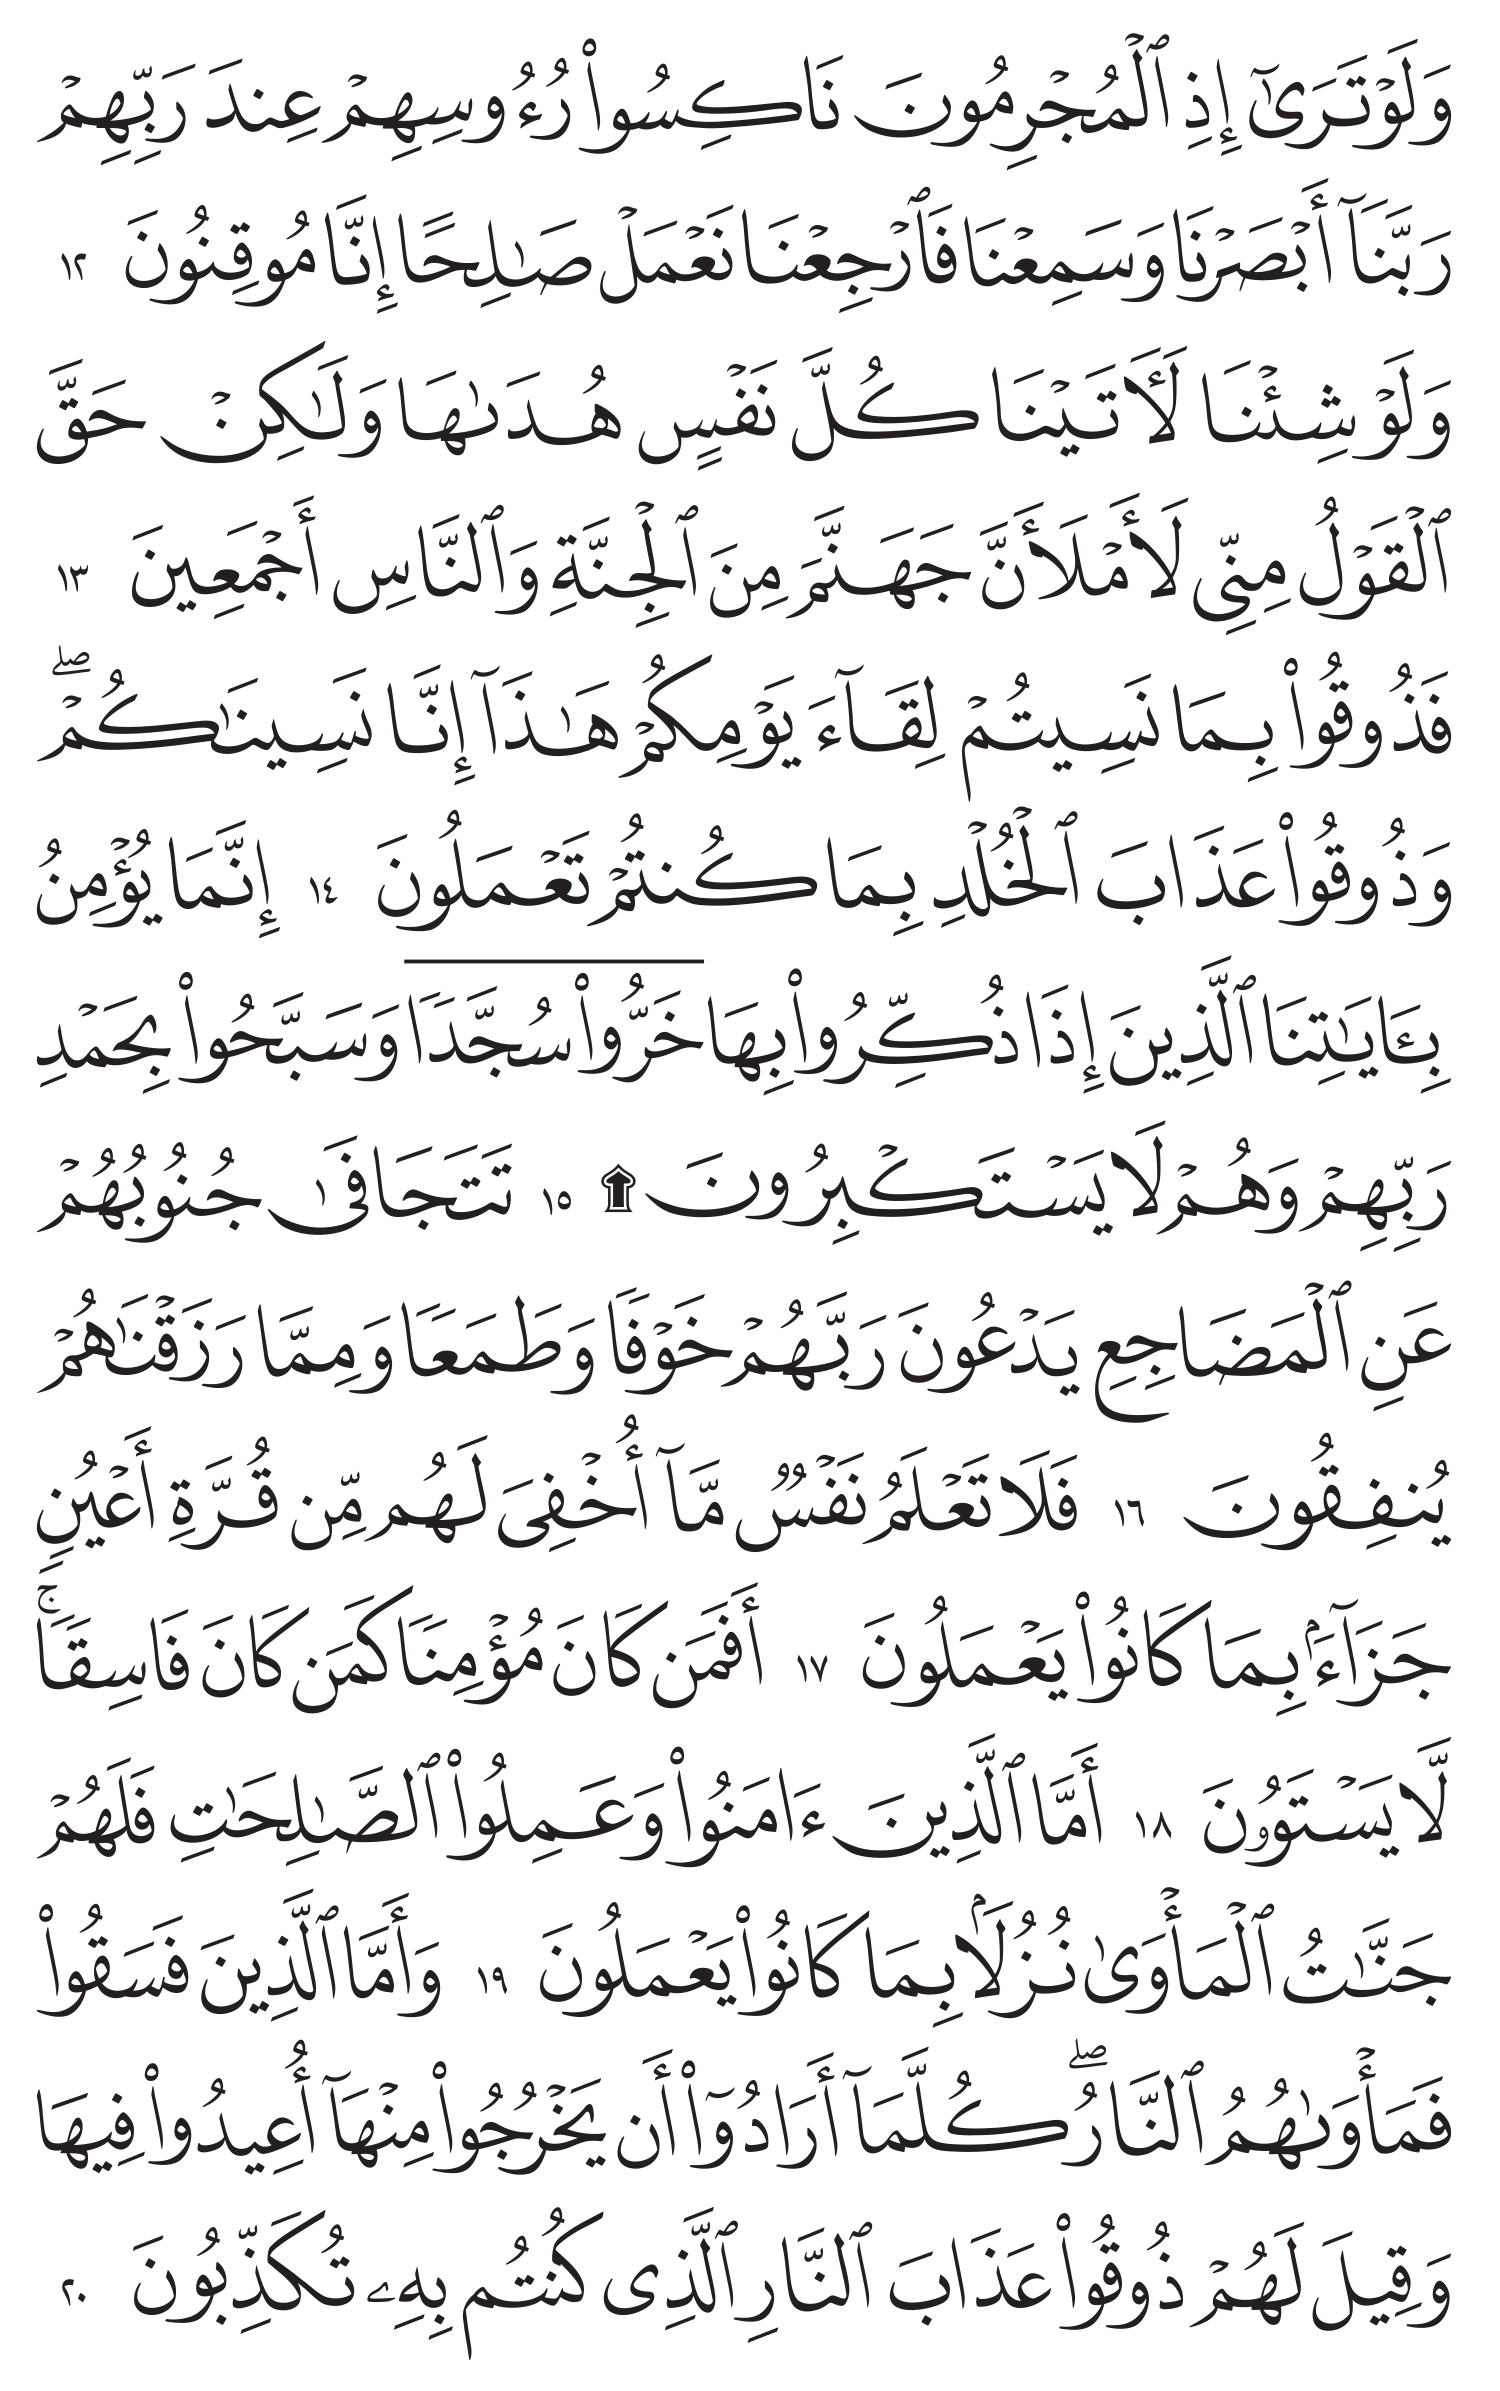 وَلَوْ تَرَىٰٓ إِذِ ٱلْمُجْرِمُونَ نَاكِسُوا۟ رُءُوسِهِمْ عِندَ رَبِّهِمْ
رَبَّنَآ أَبْصَرْنَا وَسَمِعْنَا فَٱرْجِعْنَا نَعْمَلْ صَـٰلِحًا إِنَّا مُوقِنُونَ ١٢
وَلَوْ شِئْنَا لَـَٔاتَيْنَا كُلَّ نَفْسٍ هُدَىٰهَا وَلَـٰكِنْ حَقَّ
ٱلْقَوْلُ مِنِّى لَأَمْلَأَنَّ جَهَنَّمَ مِنَ ٱلْجِنَّةِ وَٱلنَّاسِ أَجْمَعِينَ ١٣
فَذُوقُوا۟ بِمَا نَسِيتُمْ لِقَآءَ يَوْمِكُمْ هَـٰذَآ إِنَّا نَسِينَـٰكُمْ ۖ
وَذُوقُوا۟ عَذَابَ ٱلْخُلْدِ بِمَا كُنتُمْ تَعْمَلُونَ ١٤ إِنَّمَا يُؤْمِنُ
بِـَٔايَـٰتِنَا ٱلَّذِينَ إِذَا ذُكِّرُوا۟ بِهَا خَرُّوا۟ سُجَّدًا وَسَبَّحُوا۟ بِحَمْدِ
رَبِّهِمْ وَهُمْ لَا يَسْتَكْبِرُونَ ۩ ١٥ تَتَجَافَىٰ جُنُوبُهُمْ
عَنِ ٱلْمَضَاجِعِ يَدْعُونَ رَبَّهُمْ خَوْفًا وَطَمَعًا وَمِمَّا رَزَقْنَـٰهُمْ
يُنفِقُونَ ١٦ فَلَا تَعْلَمُ نَفْسٌ مَّآ أُخْفِىَ لَهُم مِّن قُرَّةِ أَعْيُنٍ
جَزَآءًۢ بِمَا كَانُوا۟ يَعْمَلُونَ ١٧ أَفَمَن كَانَ مُؤْمِنًا كَمَن كَانَ فَاسِقًا ۚ
لَّا يَسْتَوُۥنَ ١٨ أَمَّا ٱلَّذِينَ ءَامَنُوا۟ وَعَمِلُوا۟ ٱلصَّـٰلِحَـٰتِ فَلَهُمْ
جَنَّـٰتُ ٱلْمَأْوَىٰ نُزُلًۢا بِمَا كَانُوا۟ يَعْمَلُونَ ١٩ وَأَمَّا ٱلَّذِينَ فَسَقُوا۟
فَمَأْوَىٰهُمُ ٱلنَّارُ ۖ كُلَّمَآ أَرَادُوٓا۟ أَن يَخْرُجُوا۟ مِنْهَآ أُعِيدُوا۟ فِيهَا
وَقِيلَ لَهُمْ ذُوقُوا۟ عَذَابَ ٱلنَّارِ ٱلَّذِى كُنتُم بِهِۦ تُكَذِّبُونَ ٢٠